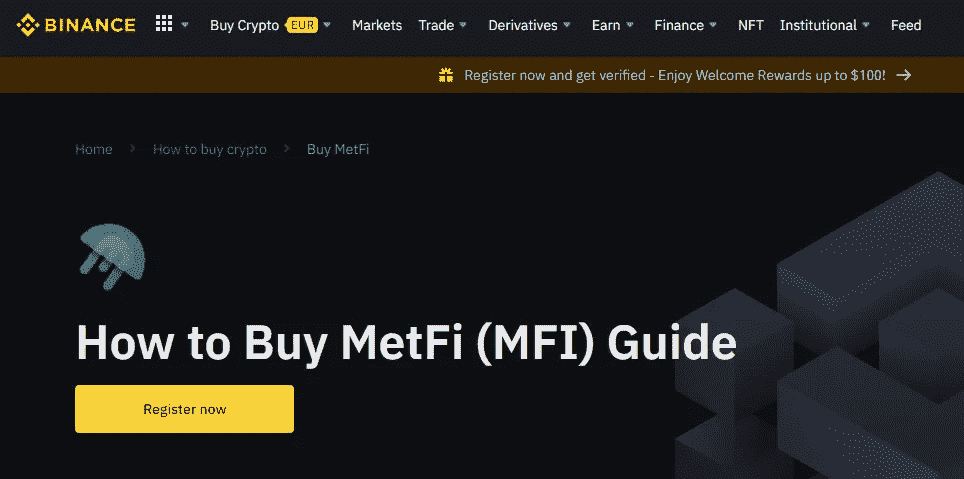 BINANCE Buy Crypto EUR Markets Trade Derivatives Earn Finance NFT Institutional Feed
Register now and get verified - Enjoy Welcome Rewards up to $100!
Home How to buy crypto Buy MetFi
How to Buy MetFi (MFI) Guide
Register now